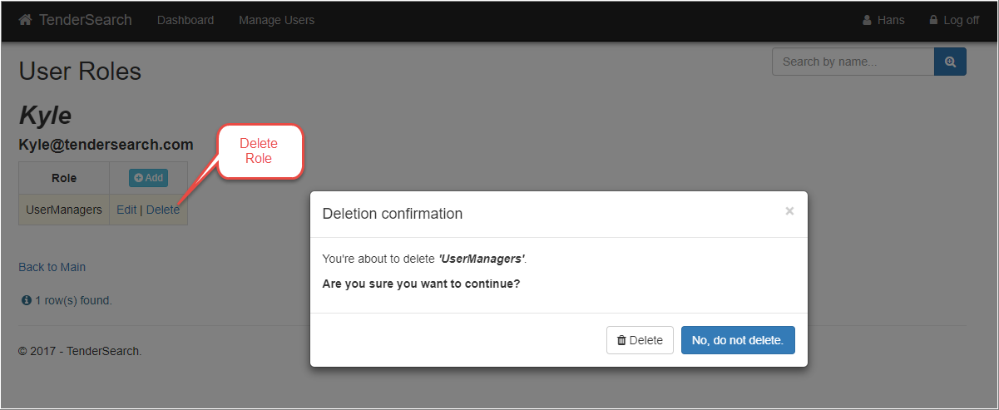 TenderSearch Dashboard Manage Users Hans Log off
User Roles
Search by name...
Kyle
Kyle@tendersearch.com
Delete
Role
Role Add
UserManagers Edit | Delete
Deletion confirmation ×
You're about to delete 'UserManagers'.
Are you sure you want to continue?
Delete No, do not delete.
Back to Main
1 row(s) found.
© 2017 - TenderSearch.